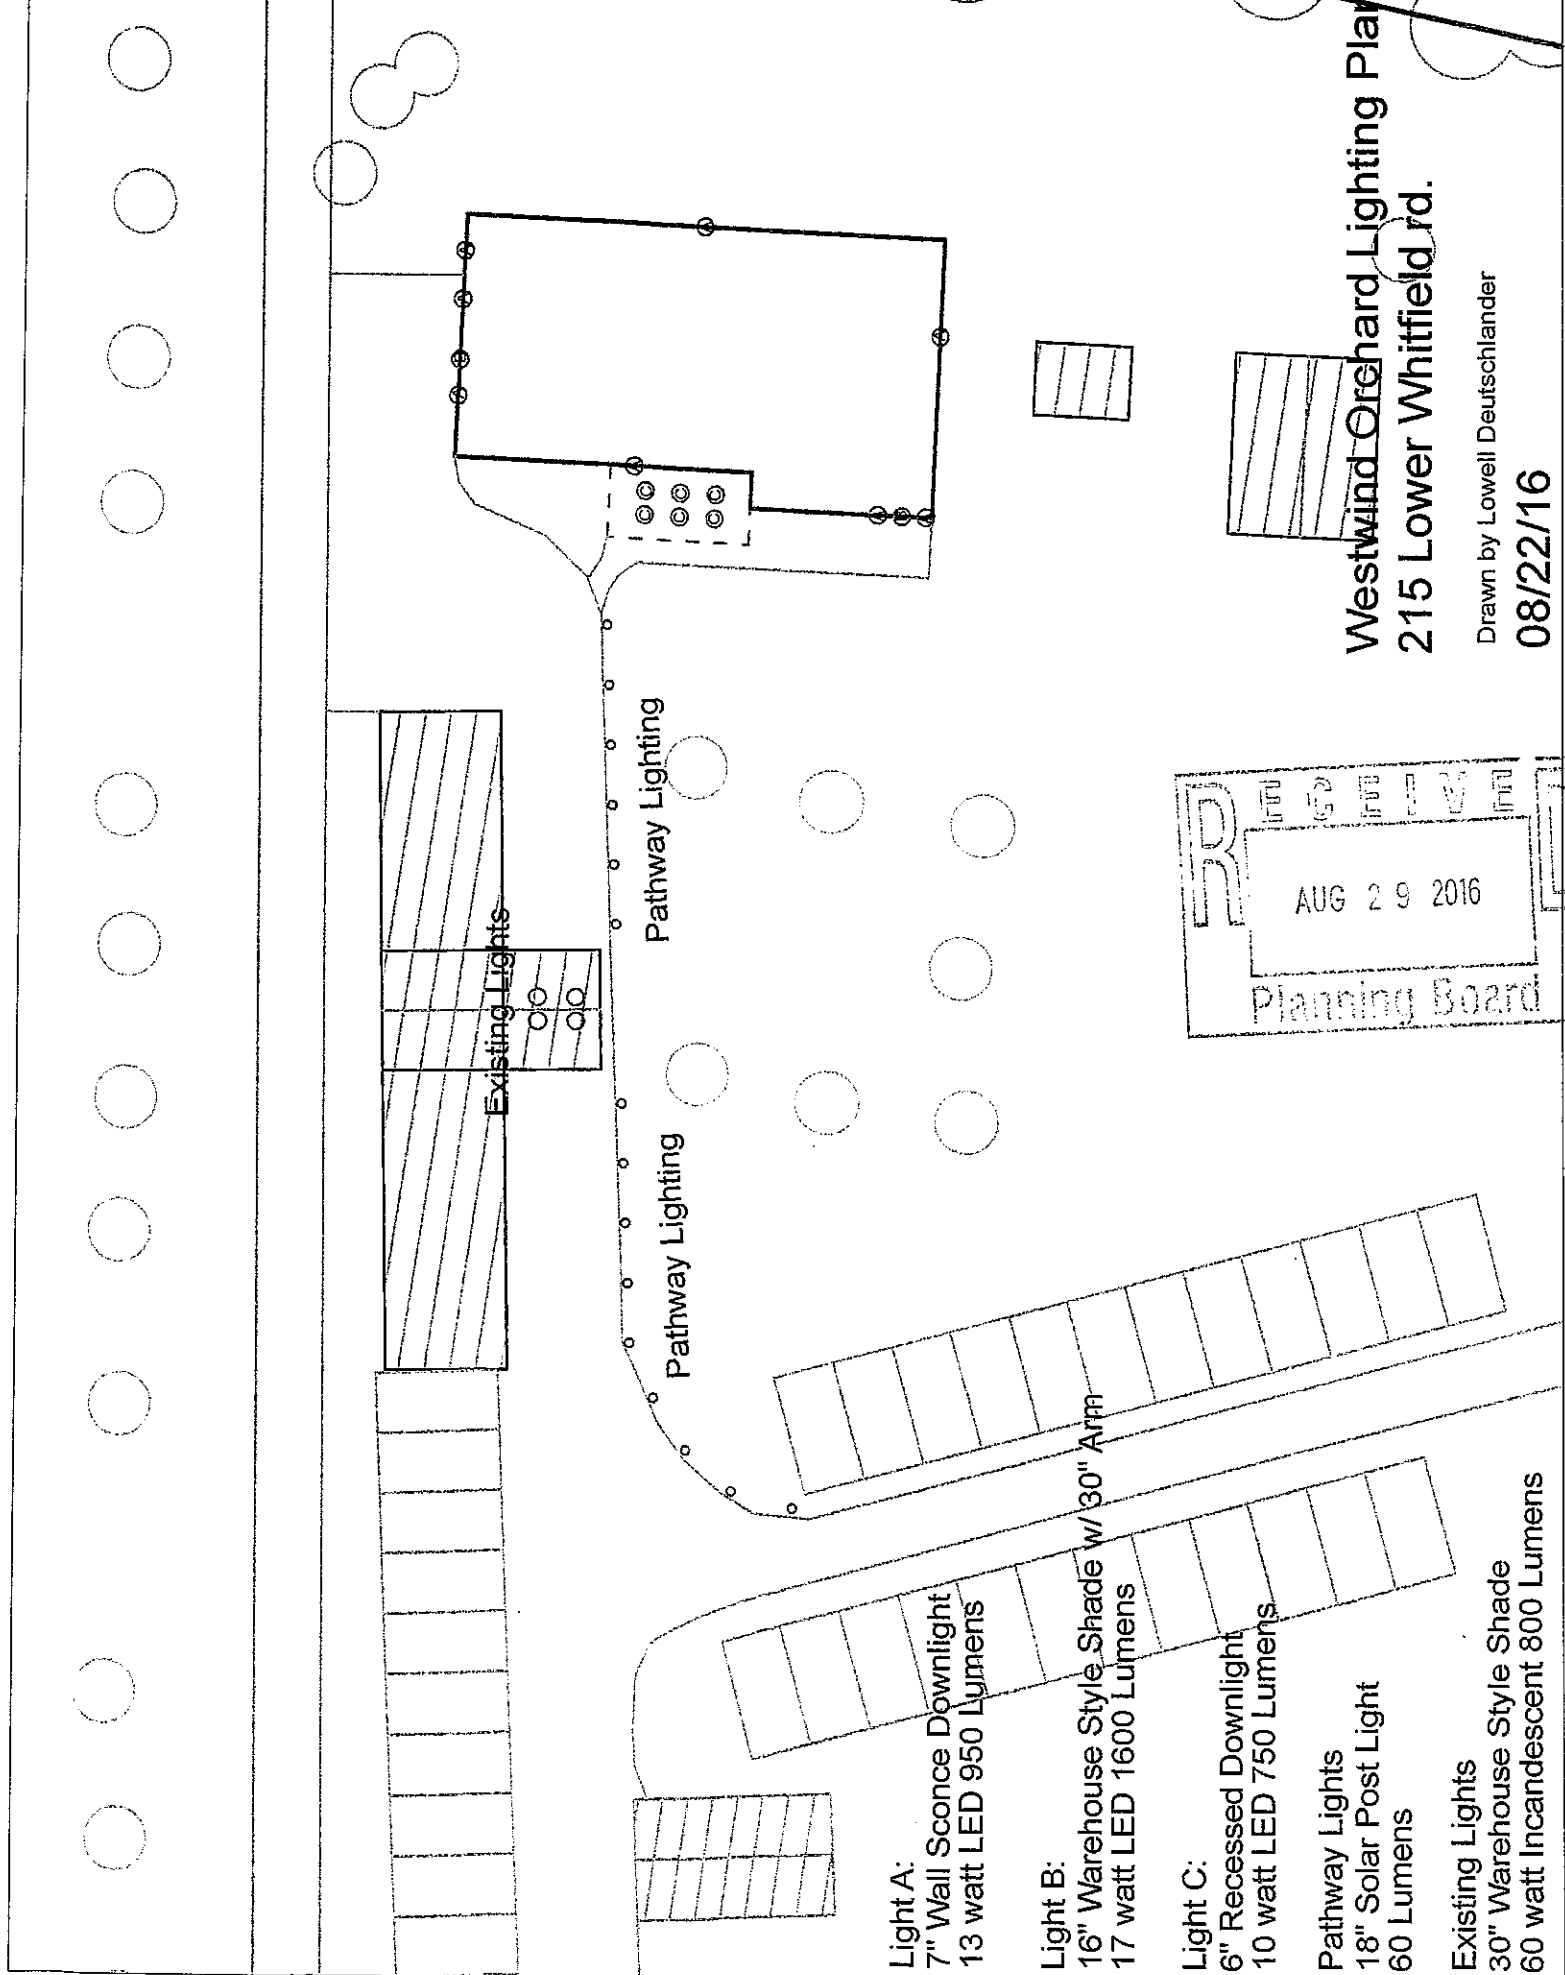 Existing Lights
Pathway Lighting
Pathway Lighting
Light A:
7" Wall Sconce Downlight
13 watt LED 950 Lumens
Light B:
16" Warehouse Style Shade w/ 30" Arm
17 watt LED 1600 Lumens
Light C:
6" Recessed Downlight
10 watt LED 750 Lumens
Pathway Lights
18" Solar Post Light
60 Lumens
Existing Lights
30" Warehouse Style Shade
60 watt Incandescent 800 Lumens
RECEIVED
AUG 29 2016
Planning Board
Westwind Orchard Lighting Plan
215 Lower Whitfield rd.
Drawn by Lowell Deutschlander
08/22/16
A
A
B
A
A
A
A
C C
C C
C C
A
B
A